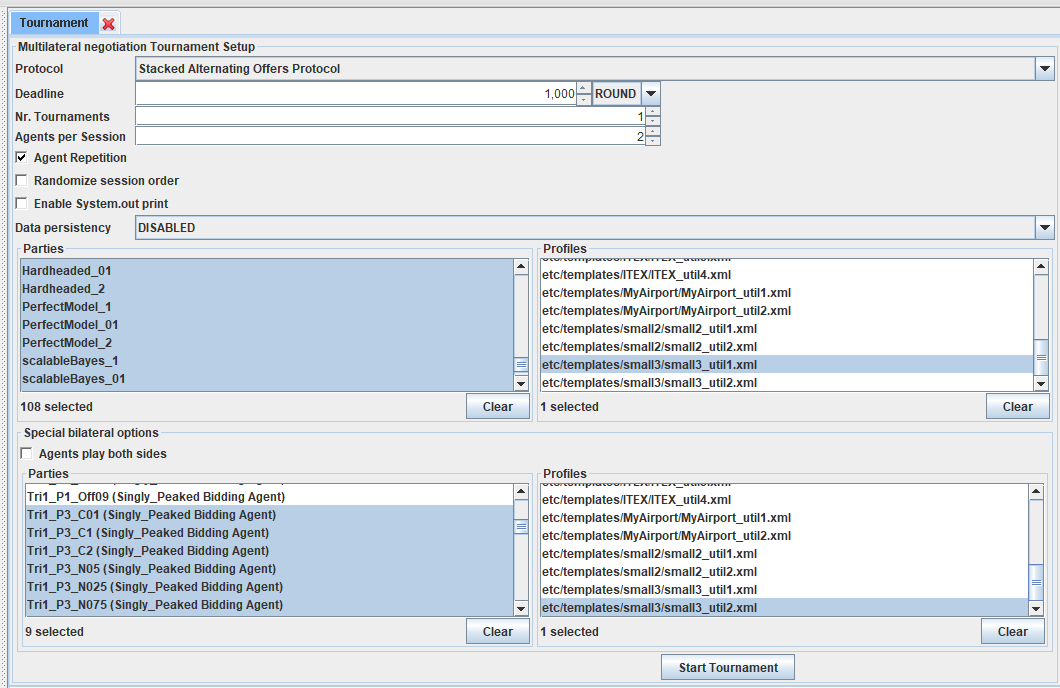 Tournament
Multilateral negotiation Tournament Setup
Protocol Stacked Alternating Offers Protocol
Deadline 1,000 ROUND
Nr. Tournaments 1
Agents per Session 2
Agent Repetition
Randomize session order
Enable System.out print
Data persistency DISABLED
Parties
Hardheaded_01
Hardheaded_2
PerfectModel_1
PerfectModel_01
PerfectModel_2
scalableBayes_1
scalableBayes_01
108 selected
Clear
Profiles
etc/templates/ITEX/ITEX_util4.xml
etc/templates/MyAirport/MyAirport_util1.xml
etc/templates/MyAirport/MyAirport_util2.xml
etc/templates/small2/small2_util1.xml
etc/templates/small2/small2_util2.xml
etc/templates/small3/small3_util1.xml
etc/templates/small3/small3_util2.xml
1 selected
Clear
Special bilateral options
Agents play both sides
Parties
Tri1_P1_Off09 (Singly_Peaked Bidding Agent)
Tri1_P3_C01 (Singly_Peaked Bidding Agent)
Tri1_P3_C1 (Singly_Peaked Bidding Agent)
Tri1_P3_C2 (Singly_Peaked Bidding Agent)
Tri1_P3_N05 (Singly_Peaked Bidding Agent)
Tri1_P3_N025 (Singly_Peaked Bidding Agent)
Tri1_P3_N075 (Singly_Peaked Bidding Agent)
9 selected
Clear
Profiles
etc/templates/ITEX/ITEX_util4.xml
etc/templates/MyAirport/MyAirport_util1.xml
etc/templates/MyAirport/MyAirport_util2.xml
etc/templates/small2/small2_util1.xml
etc/templates/small2/small2_util2.xml
etc/templates/small3/small3_util1.xml
etc/templates/small3/small3_util2.xml
1 selected
Clear
Start Tournament